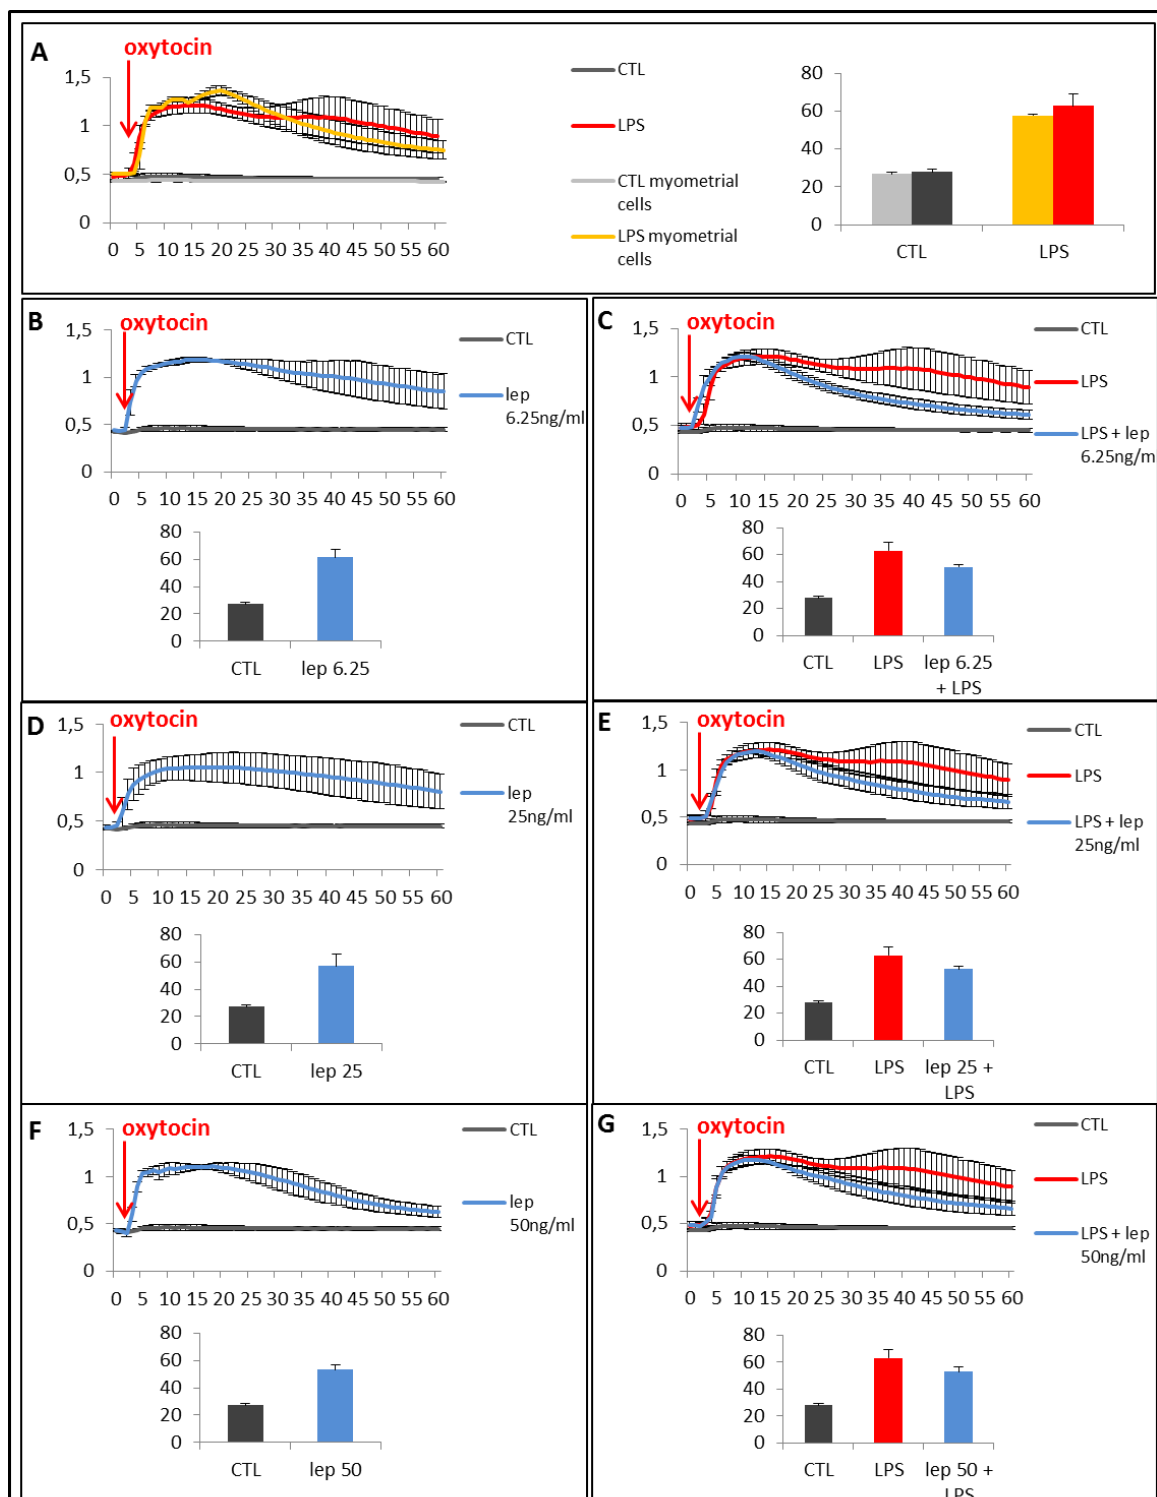 A
oxytocin
1,5
1
0,5
0
0 5 10 15 20 25 30 35 40 45 50 55 60
CTL
LPS
CTL myometrial
cells
LPS myometrial
cells
80
60
40
20
0
CTL LPS
B
oxytocin
1,5
1
0,5
0
0 5 10 15 20 25 30 35 40 45 50 55 60
CTL
lep
6.25ng/ml
80
60
40
20
0
CTL lep 6.25
C
oxytocin
1,5
1
0,5
0
0 5 10 15 20 25 30 35 40 45 50 55 60
CTL
LPS
LPS + lep
6.25ng/m
80
60
40
20
0
CTL LPS lep 6.25
+ LPS
D
oxytocin
1,5
1
0,5
0
0 5 10 15 20 25 30 35 40 45 50 55 60
CTL
lep
25ng/ml
80
60
40
20
0
CTL lep 25
E
oxytocin
1,5
1
0,5
0
0 5 10 15 20 25 30 35 40 45 50 55 60
CTL
LPS
LPS + lep
25ng/ml
80
60
40
20
0
CTL LPS lep 25 +
LPS
F
oxytocin
1,5
1
0,5
0
0 5 10 15 20 25 30 35 40 45 50 55 60
CTL
lep
50ng/ml
80
60
40
20
0
CTL lep 50
G
oxytocin
1,5
1
0,5
0
0 5 10 15 20 25 30 35 40 45 50 55 60
CTL
LPS
LPS + lep
50ng/ml
80
60
40
20
0
CTL LPS lep 50 +
LPS